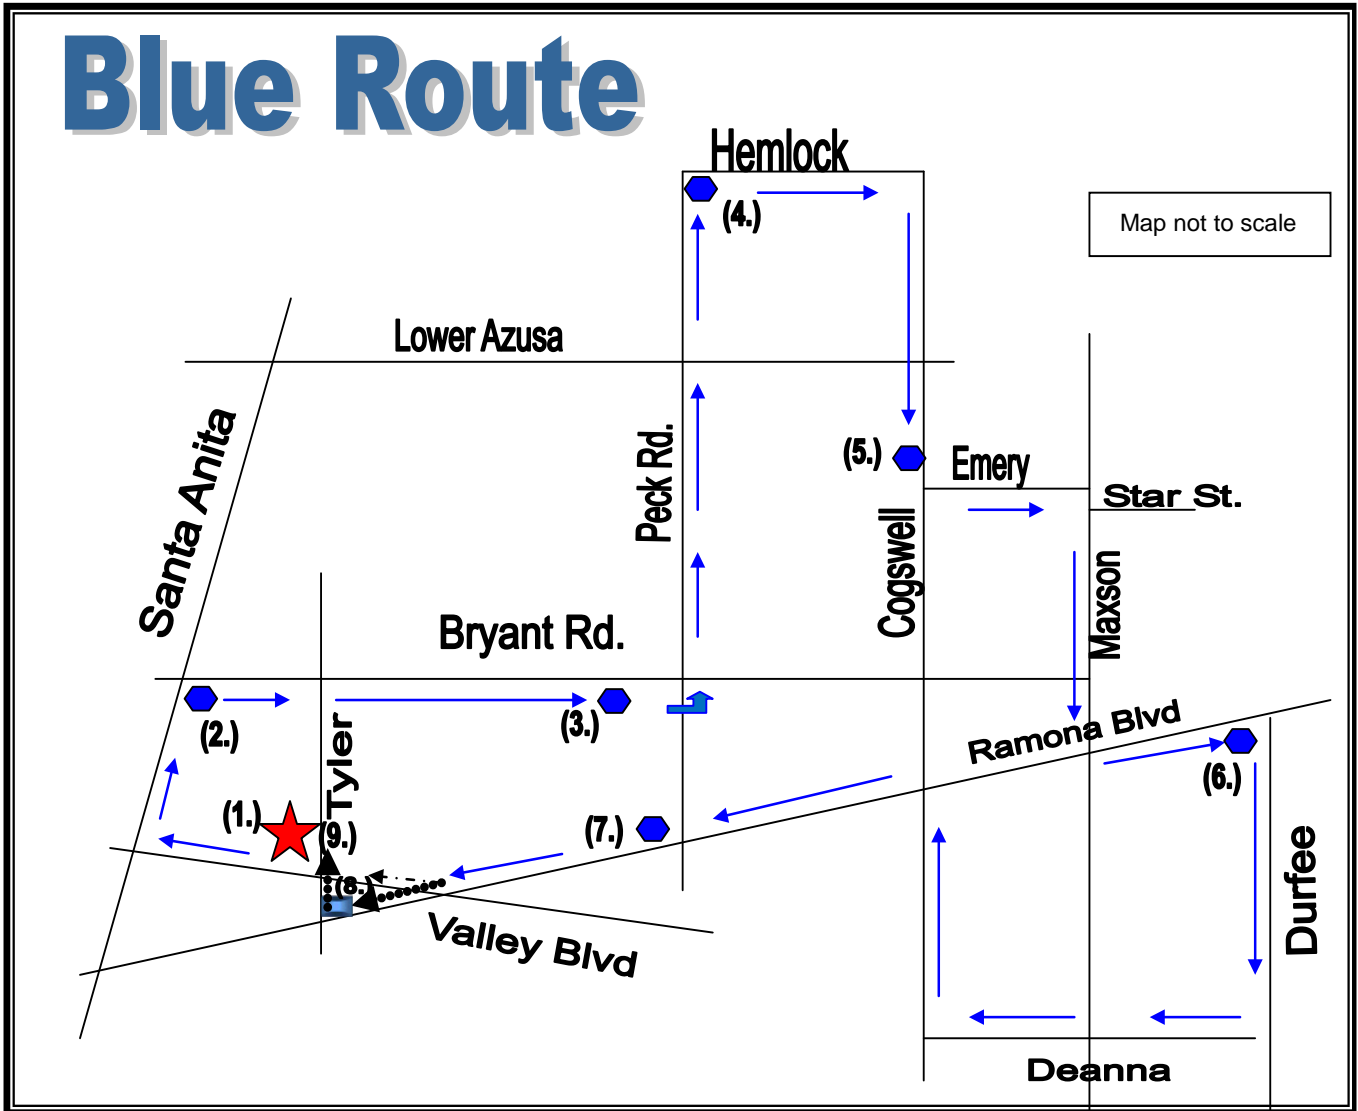 Blue Route
Hemlock
(4.)
Map not to scale
Lower Azusa
Santa Anita
Peck Rd.
(5.)
Emery
Star St.
Cogswell
Maxson
Bryant Rd.
(2.)
(3.)
Tyler
Ramona Blvd
(6.)
(1.)
(9.)
(7.)
(8.)
Valley Blvd
Durfee
Deanna